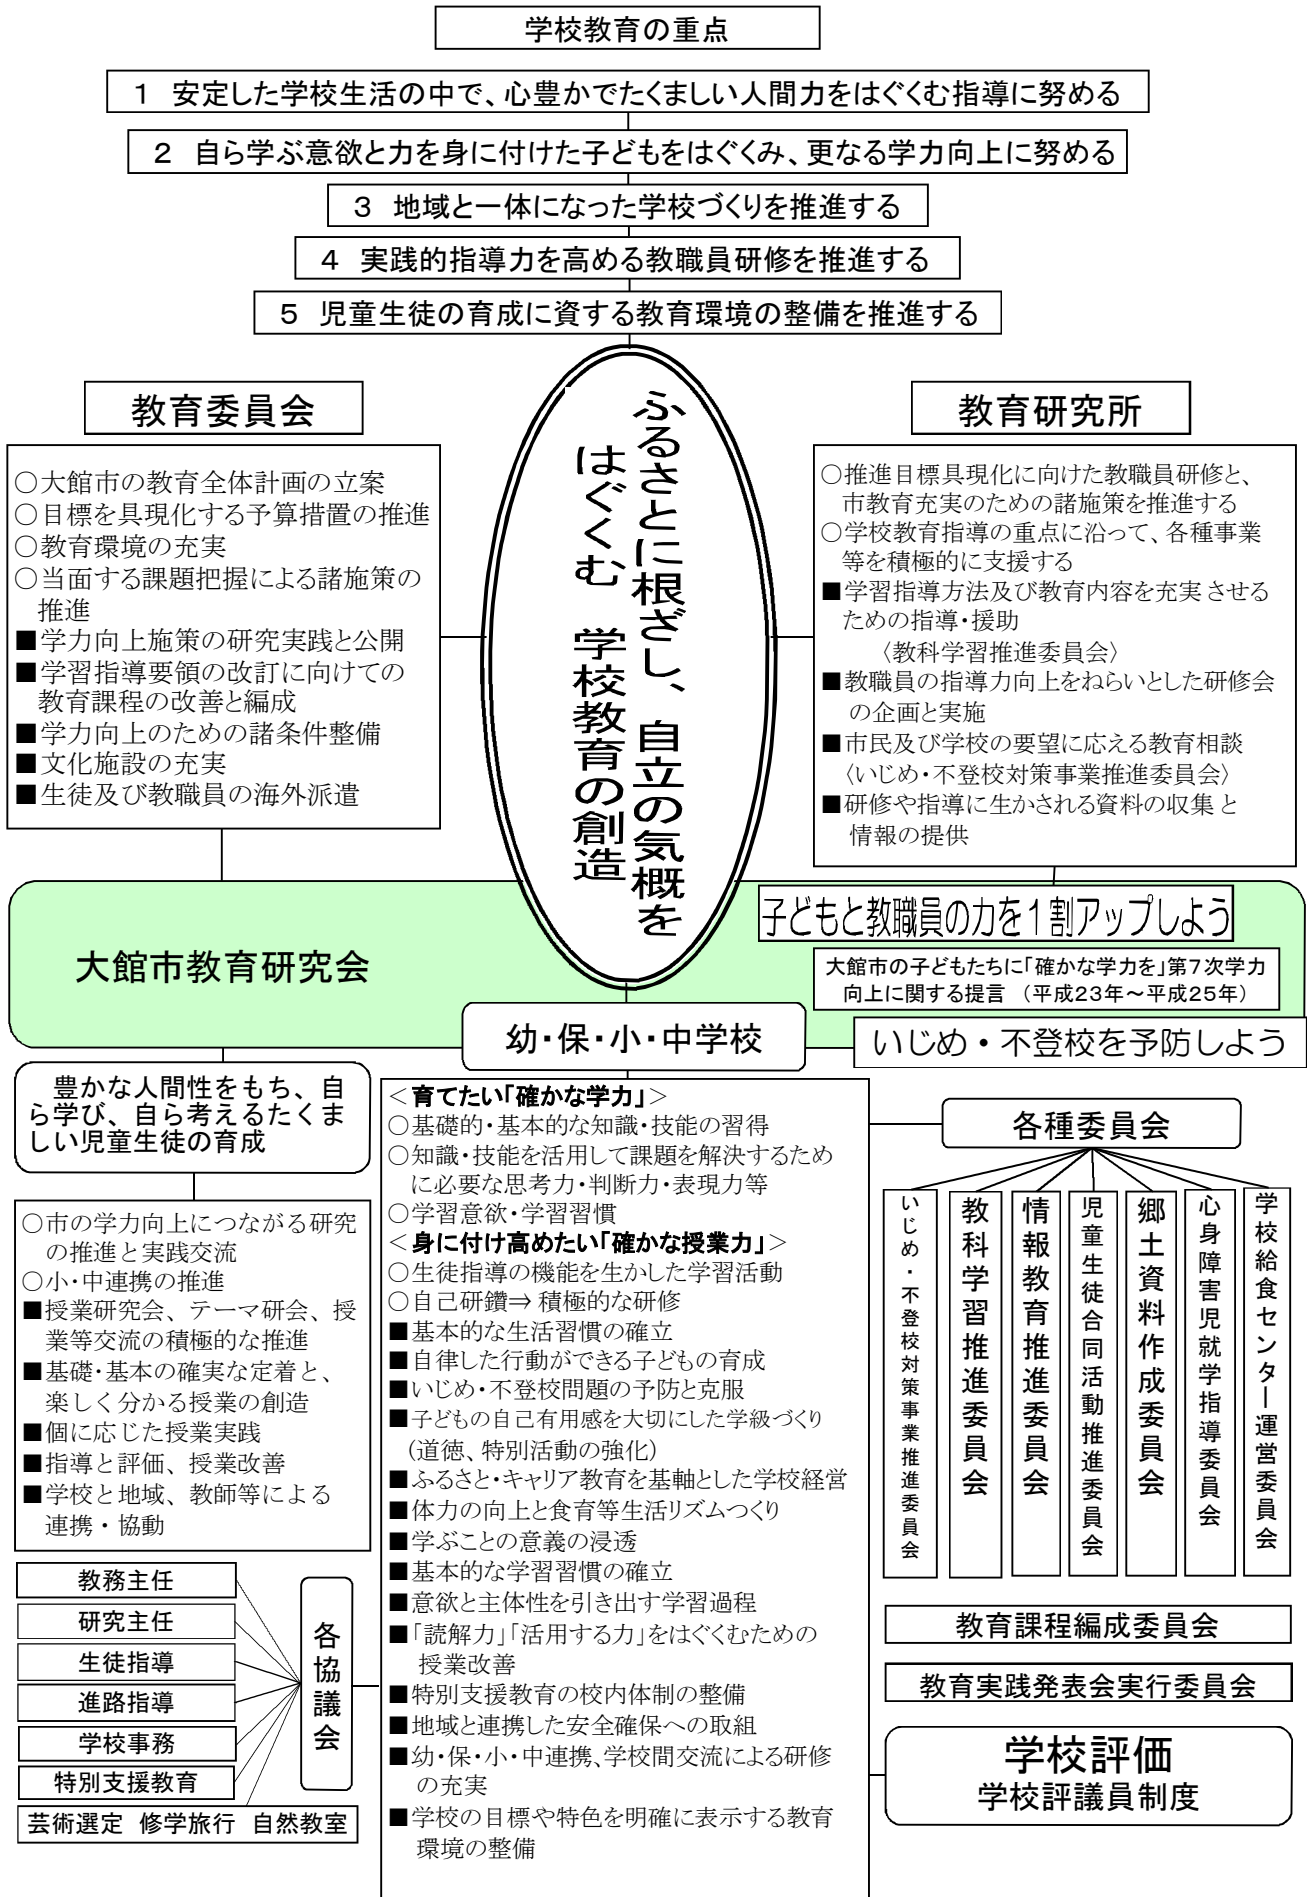 学校教育の重点
1 安定した学校生活の中で、心豊かでたくましい人間力をはぐくむ指導に努める
2 自ら学ぶ意欲と力を身に付けた子どもをはぐくみ、更なる学力向上に努める
3 地域と一体になった学校づくりを推進する
4 実践的指導力を高める教職員研修を推進する
5 児童生徒の育成に資する教育環境の整備を推進する
ふるさとに根ざし、自立の気概を
はぐくむ 学校教育の創造
教育委員会
○大館市の教育全体計画の立案
○目標を具現化する予算措置の推進
○教育環境の充実
○当面する課題把握による諸施策の
推進
■学力向上施策の研究実践と公開
■学習指導要領の改訂に向けての
教育課程の改善と編成
■学力向上のための諸条件整備
■文化施設の充実
■生徒及び教職員の海外派遣
教育研究所
○推進目標具現化に向けた教職員研修と、
市教育充実のための諸施策を推進する
○学校教育指導の重点に沿って、各種事業
等を積極的に支援する
■学習指導方法及び教育内容を充実させる
ための指導・援助
〈教科学習推進委員会〉
■教職員の指導力向上をねらいとした研修会
の企画と実施
■市民及び学校の要望に応える教育相談
〈いじめ・不登校対策事業推進委員会〉
■研修や指導に生かされる資料の収集と
情報の提供
大館市教育研究会
子どもと教職員の力を1割アップしよう
大館市の子どもたちに「確かな学力を」第7次学力
向上に関する提言 (平成23年～平成25年)
幼・保・小・中学校
いじめ・不登校を予防しよう
豊かな人間性をもち、自
ら学び、自ら考えるたくま
しい児童生徒の育成
○市の学力向上につながる研究
の推進と実践交流
○小・中連携の推進
■授業研究会、テーマ研会、授
業等交流の積極的な推進
■基礎・基本の確実な定着と、
楽しく分かる授業の創造
■個に応じた授業実践
■指導と評価、授業改善
■学校と地域、教師等による
連携・協動
教務主任
研究主任
生徒指導
進路指導
学校事務
特別支援教育
芸術選定 修学旅行 自然教室
各協議会
＜育てたい「確かな学力」＞
○基礎的・基本的な知識・技能の習得
○知識・技能を活用して課題を解決するため
に必要な思考力・判断力・表現力等
○学習意欲・学習習慣
＜身に付け高めたい「確かな授業力」＞
○生徒指導の機能を生かした学習活動
○自己研鑽⇒積極的な研修
■基本的な生活習慣の確立
■自律した行動ができる子どもの育成
■いじめ・不登校問題の予防と克服
■子どもの自己有用感を大切にした学級づくり
(道徳、特別活動の強化)
■ふるさと・キャリア教育を基軸とした学校経営
■体力の向上と食育等生活リズムつくり
■学ぶことの意義の浸透
■基本的な学習習慣の確立
■意欲と主体性を引き出す学習過程
■「読解力」「活用する力」をはぐくむための
授業改善
■特別支援教育の校内体制の整備
■地域と連携した安全確保への取組
■幼・保・小・中連携、学校間交流による研修
の充実
■学校の目標や特色を明確に表示する教育
環境の整備
各種委員会
いじめ・不登校対策事業推進委員会
教科学習推進委員会
情報教育推進委員会
児童生徒合同活動推進委員会
郷土資料作成委員会
心身障害児就学指導委員会
学校給食センター運営委員会
教育課程編成委員会
教育実践発表会実行委員会
学校評価
学校評議員制度